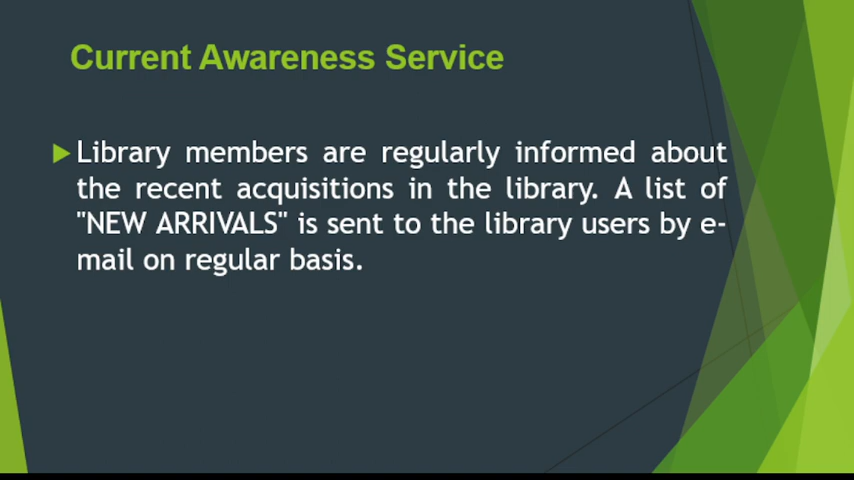 Current Awareness Service
Library members are regularly informed about
the recent acquisitions in the library. A list of
"NEW ARRIVALS" is sent to the library users by e-
mail on regular basis.